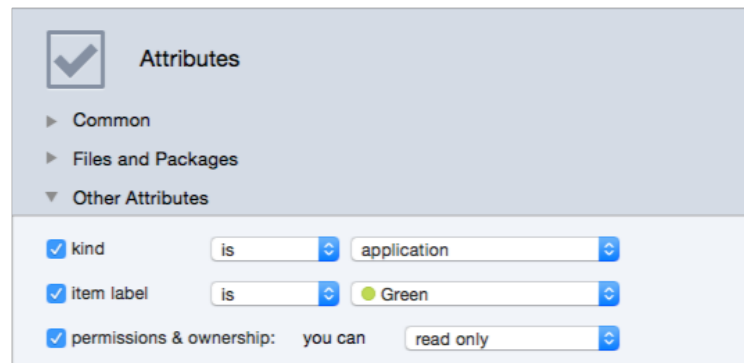 Attributes
Common
Files and Packages
Other Attributes
kind is application
item label is Green
permissions & ownership: you can read only